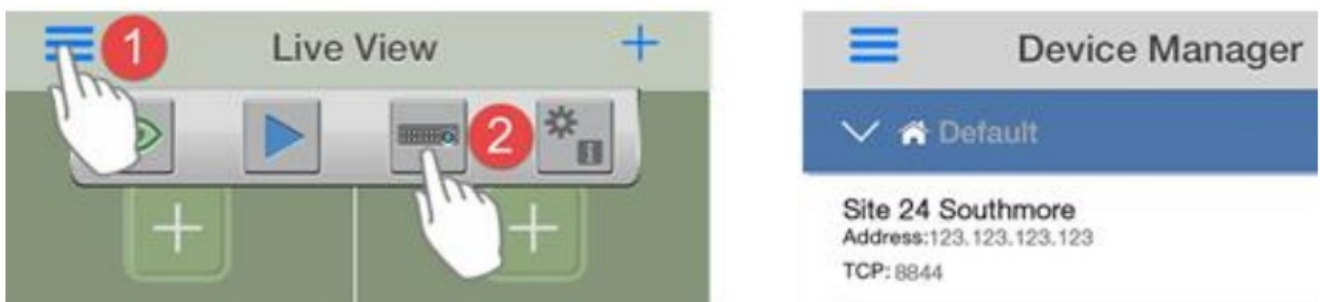 1
Live View
2
Device Manager
Default
Site 24 Southmore
Address:123.123.123.123
TCP: 8844